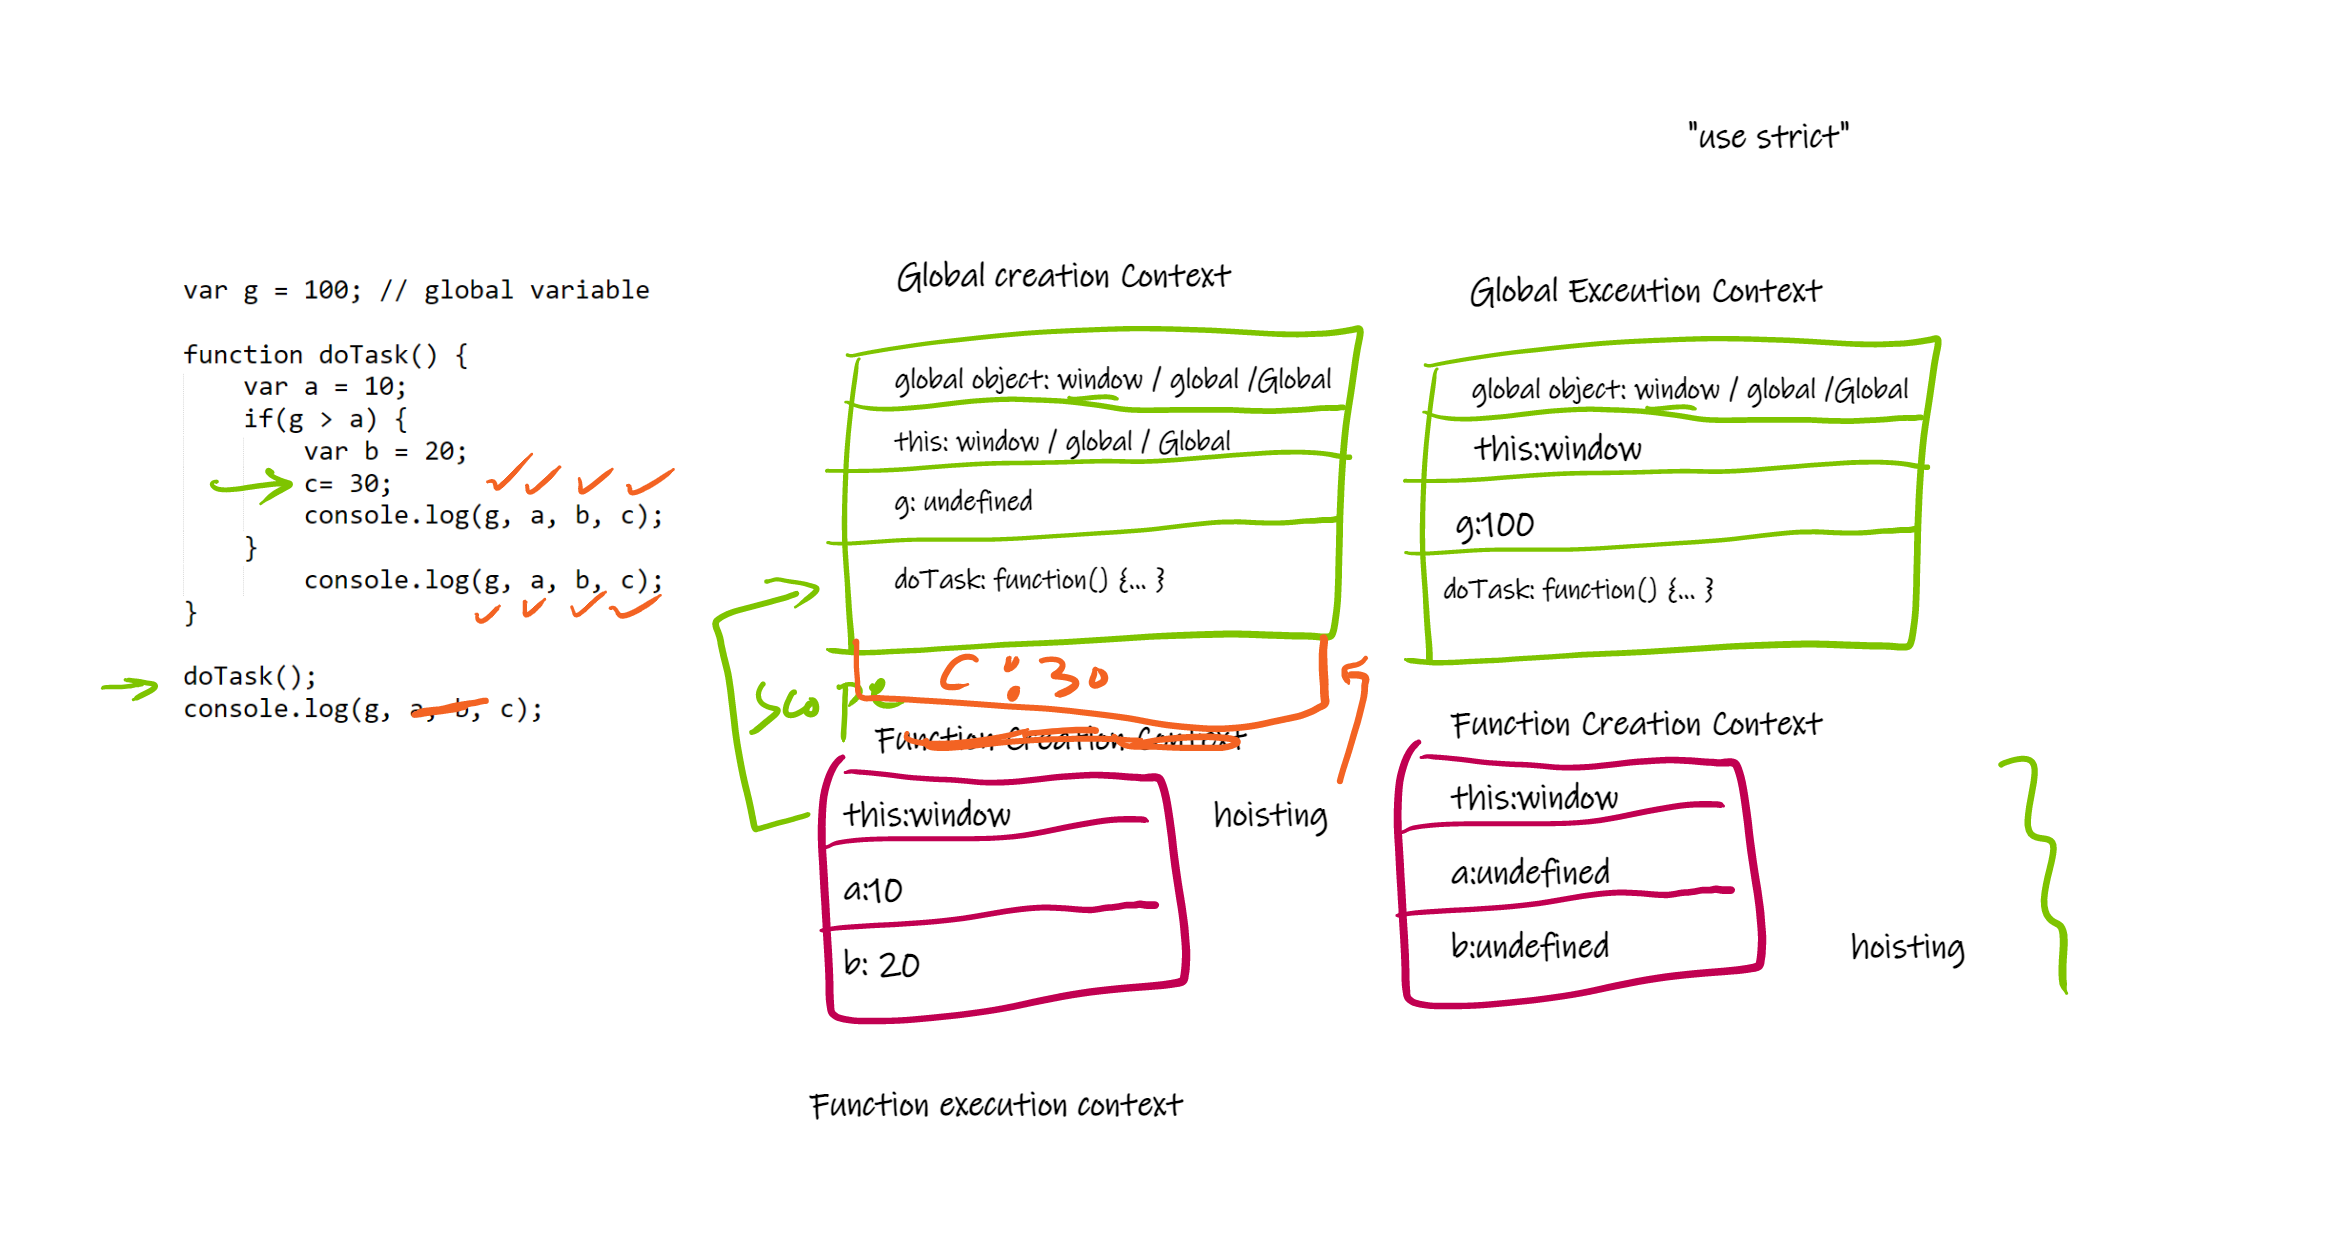 "use strict"
var g = 100; // global variable
function doTask() {
var a = 10;
if(g > a) {
var b = 20;
c= 30;
console.log(g, a, b, c);
}
console.log(g, a, b, c);
}
doTask();
console.log(g, a, b, c);
Global creation Context
global object: window / global /Global
this: window / global / Global
g: undefined
doTask: function() {... }
C : 30
Scope
Global Exceution Context
global object: window / global /Global
this:window
g:100
doTask: function() {... }
Function Creation Context
this:window
a:10
b: 20
hoisting
Function execution context
Function Creation Context
this:window
a:undefined
b:undefined
hoisting